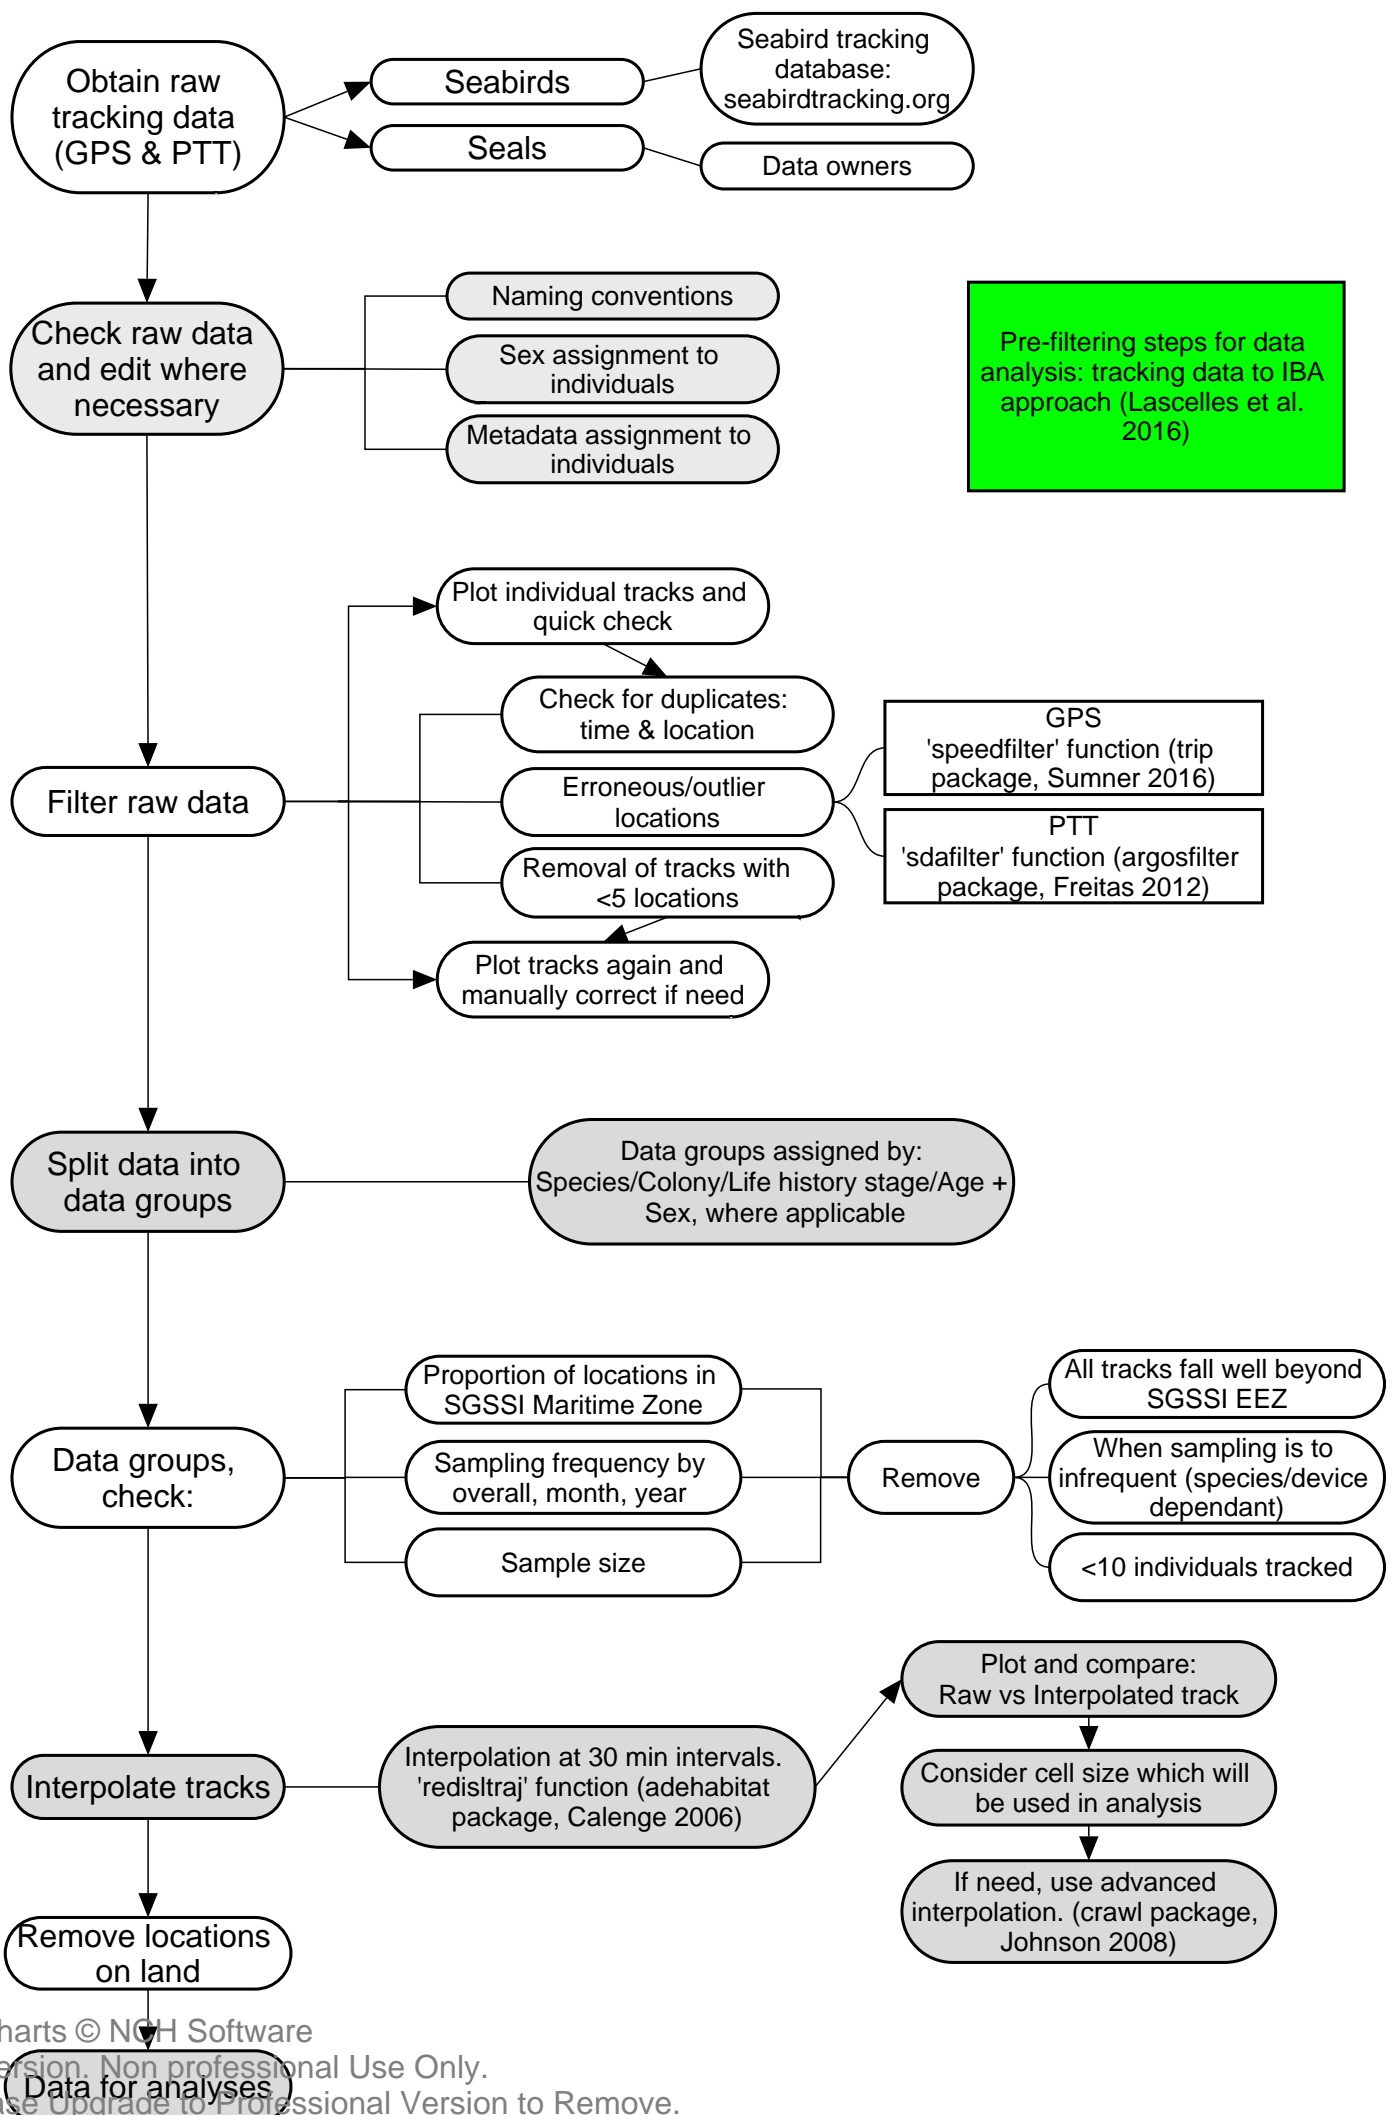 Obtain raw
tracking data
(GPS & PTT)
Seabirds
Seabird tracking
database:
seabirdtracking.org
Seals
Data owners
Check raw data
and edit where
necessary
Naming conventions
Sex assignment to
individuals
Metadata assignment to
individuals
Pre-filtering steps for data
analysis: tracking data to IBA
approach (Lascelles et al.
2016)
Filter raw data
Plot individual tracks and
quick check
Check for duplicates:
time & location
Erroneous/outlier
locations
Removal of tracks with
<5 locations
Plot tracks again and
manually correct if need
GPS
'speedfilter' function (trip
package, Sumner 2016)
PTT
'sdafilter' function (argosfilter
package, Freitas 2012)
Split data into
data groups
Data groups assigned by:
Species/Colony/Life history stage/Age +
Sex, where applicable
Data groups,
check:
Proportion of locations in
SGSSI Maritime Zone
Sampling frequency by
overall, month, year
Sample size
Remove
All tracks fall well beyond
SGSSI EEZ
When sampling is to
infrequent (species/device
dependant)
<10 individuals tracked
Interpolate tracks
Interpolation at 30 min intervals.
'redisltraj' function (adehabitat
package, Calenge 2006)
Plot and compare:
Raw vs Interpolated track
Consider cell size which will
be used in analysis
If need, use advanced
interpolation. (crawl package,
Johnson 2008)
Remove locations
on land
Data for analyses
harts © NCH Software
ersion. Non professional Use Only.
ase Upgrade to Professional Version to Remove.